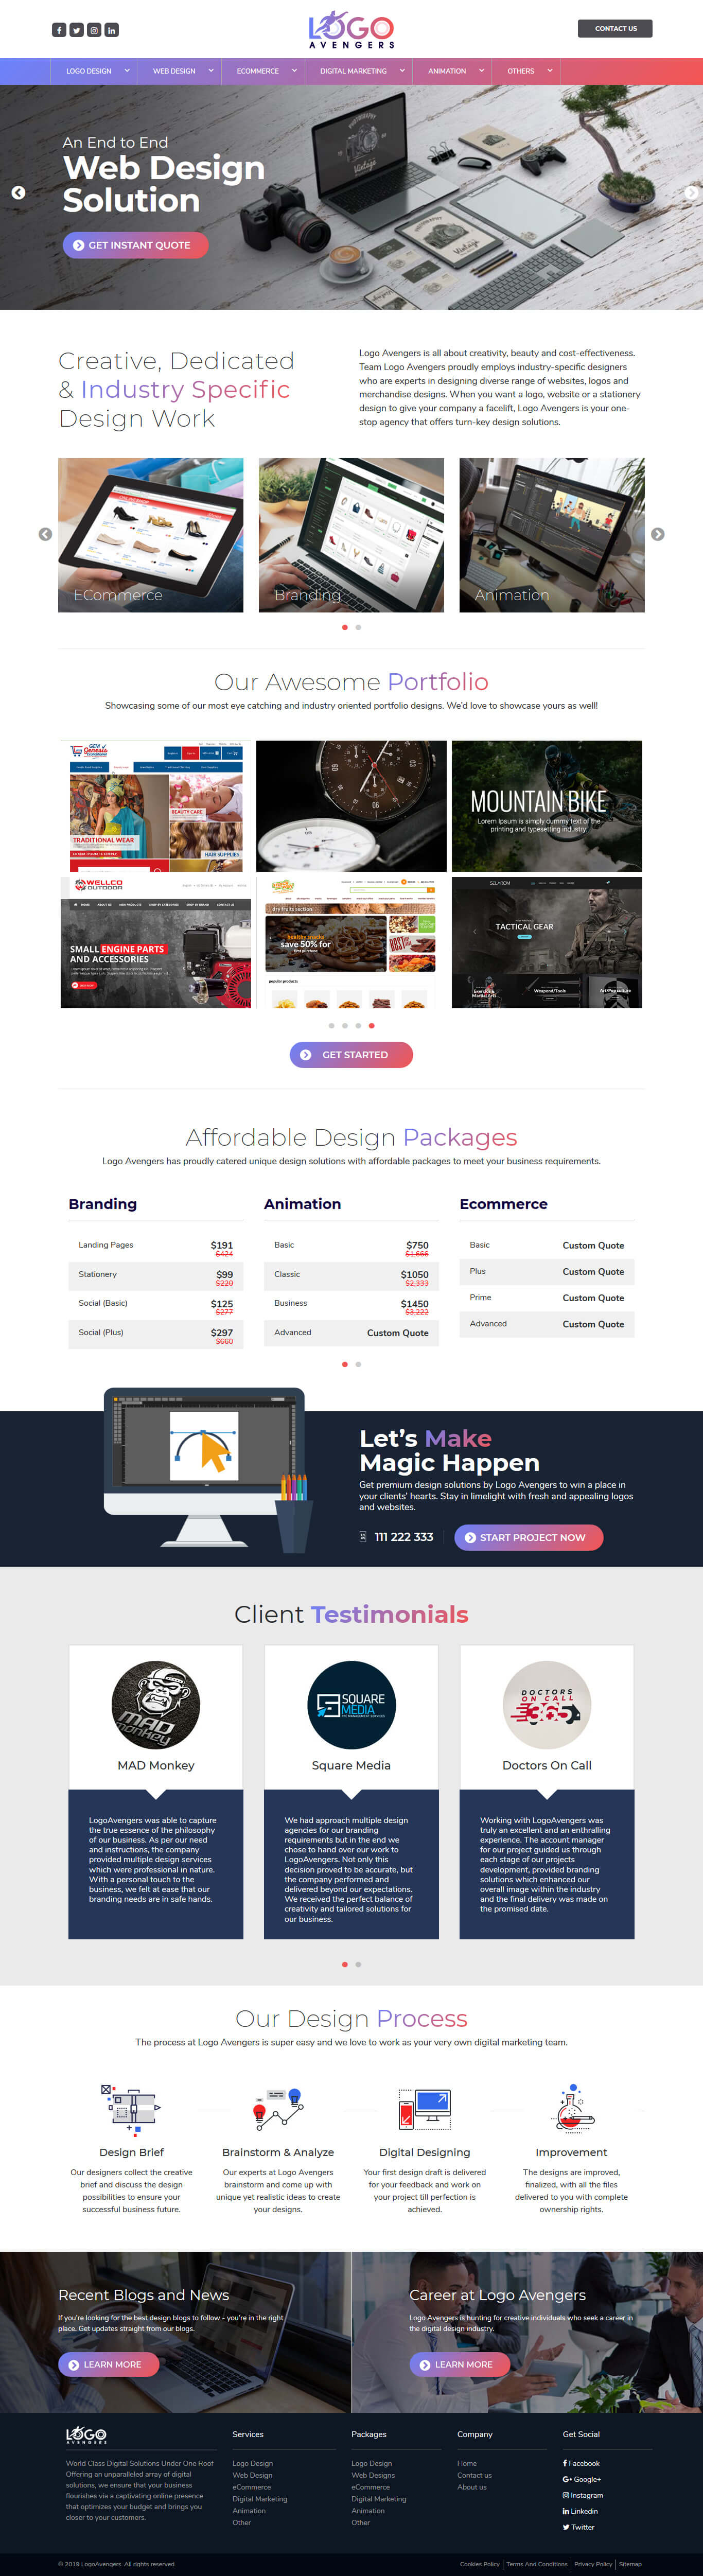 LOGO
AVENGERS
CONTACT US
LOGO DESIGN
WEB DESIGN
ECOMMERCE
DIGITAL MARKETING
ANIMATION
OTHERS
An End to End
Web Design
Solution
GET INSTANT QUOTE
Creative, Dedicated
& Industry Specific
Design Work
Logo Avengers is all about creativity, beauty and cost-effectiveness.
Team Logo Avengers proudly employs industry-specific designers
who are experts in designing diverse range of websites, logos and
merchandise designs. When you want a logo, website or a stationery
design to give your company a facelift, Logo Avengers is your one-
stop agency that offers turn-key design solutions.
ECommerce
Branding
Animation
Our Awesome Portfolio
Showcasing some of our most eye catching and industry oriented portfolio designs. We'd love to showcase yours as well!
GEM
Genesis
TRADITIONAL WEAR
BEAUTY CARE
HAIR SUPPLIES
MOUNTAIN BIKE
Lorem Ipsum is simply dummy text of the
printing and typesetting industry
WELLCO
OUTDOOR
SMALL ENGINE PARTS
AND ACCESSORIES
dry fruits section
healthy snacks
save 50% for
popular products
TACTICAL GEAR
Weapond/Tools
GET STARTED
Affordable Design Packages
Logo Avengers has proudly catered unique design solutions with affordable packages to meet your business requirements.
Branding
Landing Pages $191
$424
Stationery $99
$220
Social (Basic) $125
$277
Social (Plus) $297
$660
Animation
Basic $750
$1,666
Classic $1050
$2,333
Business $1450
$3,222
Advanced Custom Quote
Ecommerce
Basic Custom Quote
Plus Custom Quote
Prime Custom Quote
Advanced Custom Quote
Let's Make
Magic Happen
Get premium design solutions by Logo Avengers to win a place in
your clients' hearts. Stay in limelight with fresh and appealing logos
and websites.
111 222 333
START PROJECT NOW
Client Testimonials
MAD
monkey
MAD Monkey
LogoAvengers was able to capture
the true essence of the philosophy
of our business. As per our need
and instructions, the company
provided multiple design services
which were professional in nature.
With a personal touch to the
business, we felt at ease that our
branding needs are in safe hands.
SQUARE
MEDIA
Square Media
We had approach multiple design
agencies for our branding
requirements but in the end we
chose to hand over our work to
LogoAvengers. Not only this
decision proved to be accurate, but
the company performed and
delivered beyond our expectations.
We received the perfect balance of
creativity and tailored solutions for
our business.
DOCTORS
ON CALL
365
Doctors On Call
Working with LogoAvengers was
truly an excellent and an enthralling
experience. The account manager
for our project guided us through
each stage of our projects
development, provided branding
solutions which enhanced our
overall image within the industry
and the final delivery was made on
the promised date.
Our Design Process
The process at Logo Avengers is super easy and we love to work as your very own digital marketing team.
Design Brief
Our designers collect the creative
brief and discuss the design
possibilities to ensure your
successful business future.
Brainstorm & Analyze
Our experts at Logo Avengers
brainstorm and come up with
unique yet realistic ideas to create
your designs.
Digital Designing
Your first design draft is delivered
for your feedback and work on
your project till perfection is
achieved.
Improvement
The designs are improved,
finalized, with all the files
delivered to you with complete
ownership rights.
Recent Blogs and News
If you're looking for the best design blogs to follow - you're in the right
place. Get updates straight from our blogs.
LEARN MORE
Career at Logo Avengers
Logo Avengers is hunting for creative individuals who seek a career in
the digital design industry.
LEARN MORE
LOGO
AVENGERS
World Class Digital Solutions Under One Roof
Offering an unparalleled array of digital
solutions, we ensure that your business
flourishes via a captivating online presence
that optimizes your budget and brings you
closer to your customers.
Services
Logo Design
Web Design
eCommerce
Digital Marketing
Animation
Other
Packages
Logo Design
Web Designs
eCommerce
Digital Marketing
Animation
Other
Company
Home
Contact us
About us
Get Social
Facebook
Google+
Instagram
Linkedin
Twitter
© 2019 LogoAvengers. All rights reserved
Cookies Policy | Terms And Conditions | Privacy Policy | Sitemap